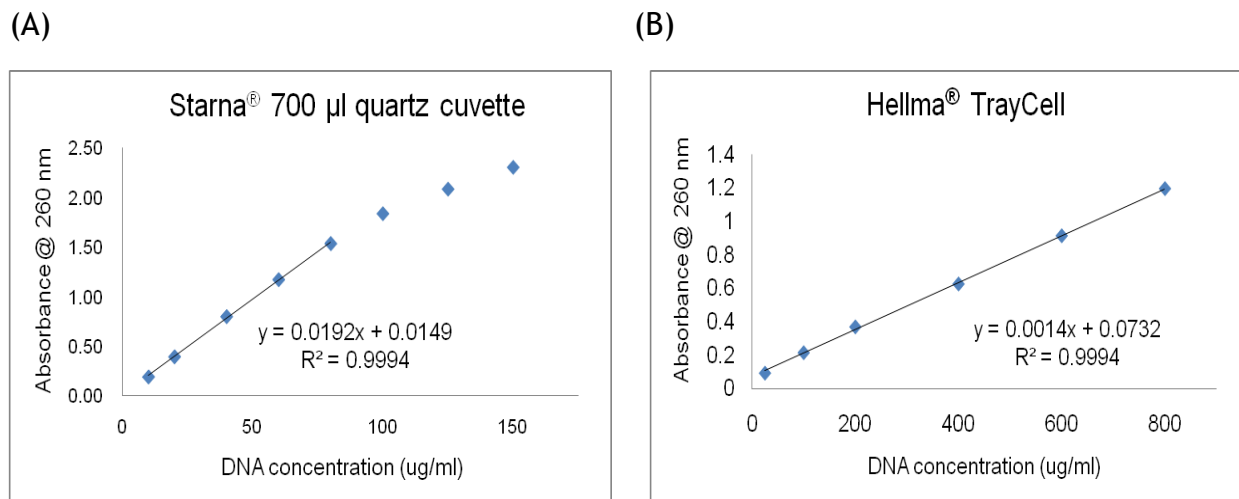 (A)
(B)
Starna® 700 µl quartz cuvette
Absorbance @ 260 nm
2.50
2.00
1.50
1.00
0.50
0.00
y = 0.0192x + 0.0149
R² = 0.9994
0 50 100 150
DNA concentration (ug/ml)
Hellma® TrayCell
Absorbance @ 260 nm
1.4
1.2
1
0.8
0.6
0.4
0.2
0
y = 0.0014x + 0.0732
R² = 0.9994
0 200 400 600 800
DNA concentration (ug/ml)